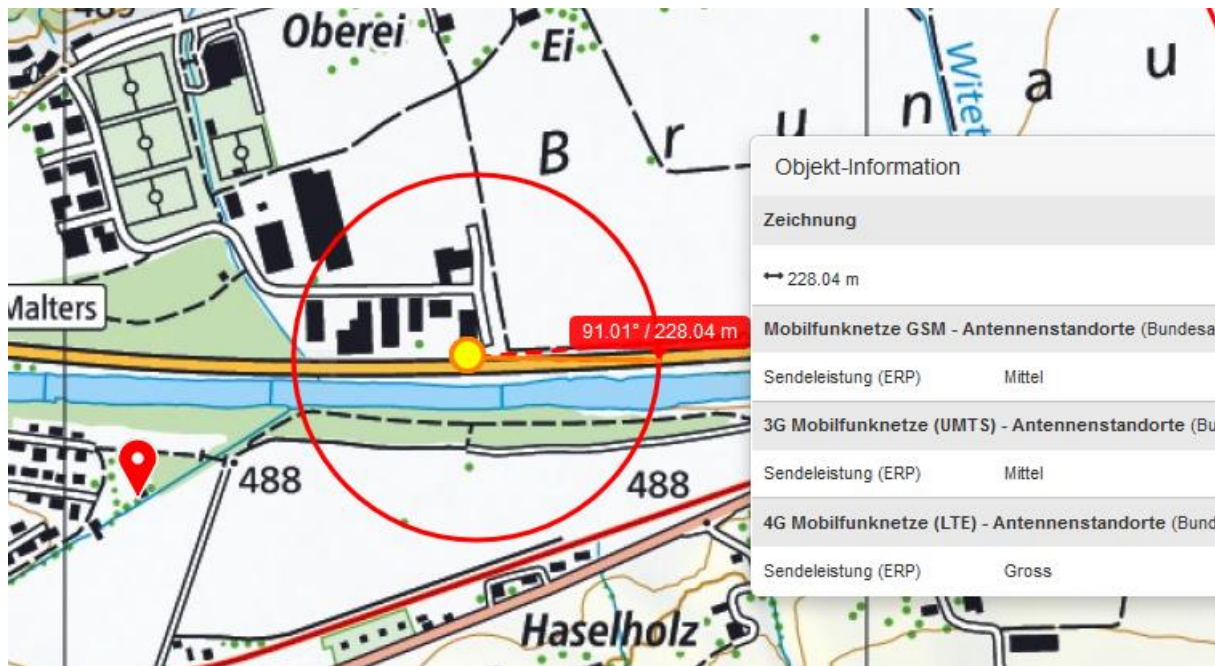 489
Oberei
Ei
B r u n a u
Witet
Malters
91.01° / 228.04 m
488
488
Haselholz
Objekt-Information
Zeichnung
228.04 m
Mobilfunknetze GSM - Antennenstandorte (Bundesa
Sendeleistung (ERP) Mittel
3G Mobilfunknetze (UMTS) - Antennenstandorte (Bu
Sendeleistung (ERP) Mittel
4G Mobilfunknetze (LTE) - Antennenstandorte (Bund
Sendeleistung (ERP) Gross